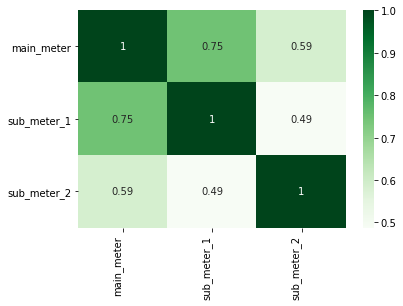 main_meter 1 0.75 0.59
sub_meter_1 0.75 1 0.49
sub_meter_2 0.59 0.49 1
main_meter
sub_meter_1
sub_meter_2
1.0
0.9
0.8
0.7
0.6
0.5